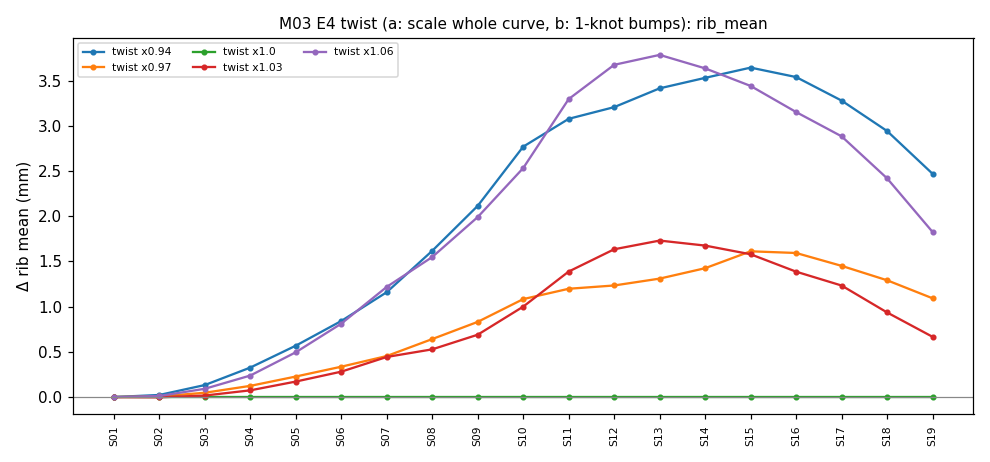 M03 E4 twist (a: scale whole curve, b: 1-knot bumps): rib_mean
twist x0.94
twist x0.97
twist x1.0
twist x1.03
twist x1.06
Δ rib mean (mm)
3.5
3.0
2.5
2.0
1.5
1.0
0.5
0.0
S01 S02 S03 S04 S05 S06 S07 S08 S09 S10 S11 S12 S13 S14 S15 S16 S17 S18 S19